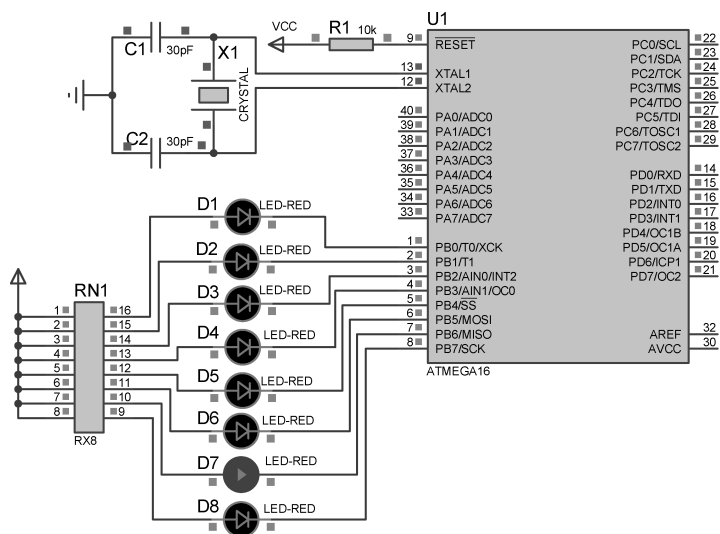 C1
30pF
X1
CRYSTAL
C2
30pF
VCC
R1
10k
U1
9 RESET
13 XTAL1
12 XTAL2
40 PA0/ADC0
39 PA1/ADC1
38 PA2/ADC2
37 PA3/ADC3
36 PA4/ADC4
35 PA5/ADC5
34 PA6/ADC6
33 PA7/ADC7
1 PB0/T0/XCK
2 PB1/T1
3 PB2/AIN0/INT2
4 PB3/AIN1/OC0
5 PB4/SS
6 PB5/MOSI
7 PB6/MISO
8 PB7/SCK
PC0/SCL 22
PC1/SDA 23
PC2/TCK 24
PC3/TMS 25
PC4/TDO 26
PC5/TDI 27
PC6/TOSC1 28
PC7/TOSC2 29
PD0/RXD 14
PD1/TXD 15
PD2/INT0 16
PD3/INT1 17
PD4/OC1B 18
PD5/OC1A 19
PD6/ICP1 20
PD7/OC2 21
AREF 32
AVCC 30
ATMEGA16
D1 LED-RED
D2 LED-RED
D3 LED-RED
D4 LED-RED
D5 LED-RED
D6 LED-RED
D7 LED-RED
D8 LED-RED
RN1
1 16
2 15
3 14
4 13
5 12
6 11
7 10
8 9
RX8